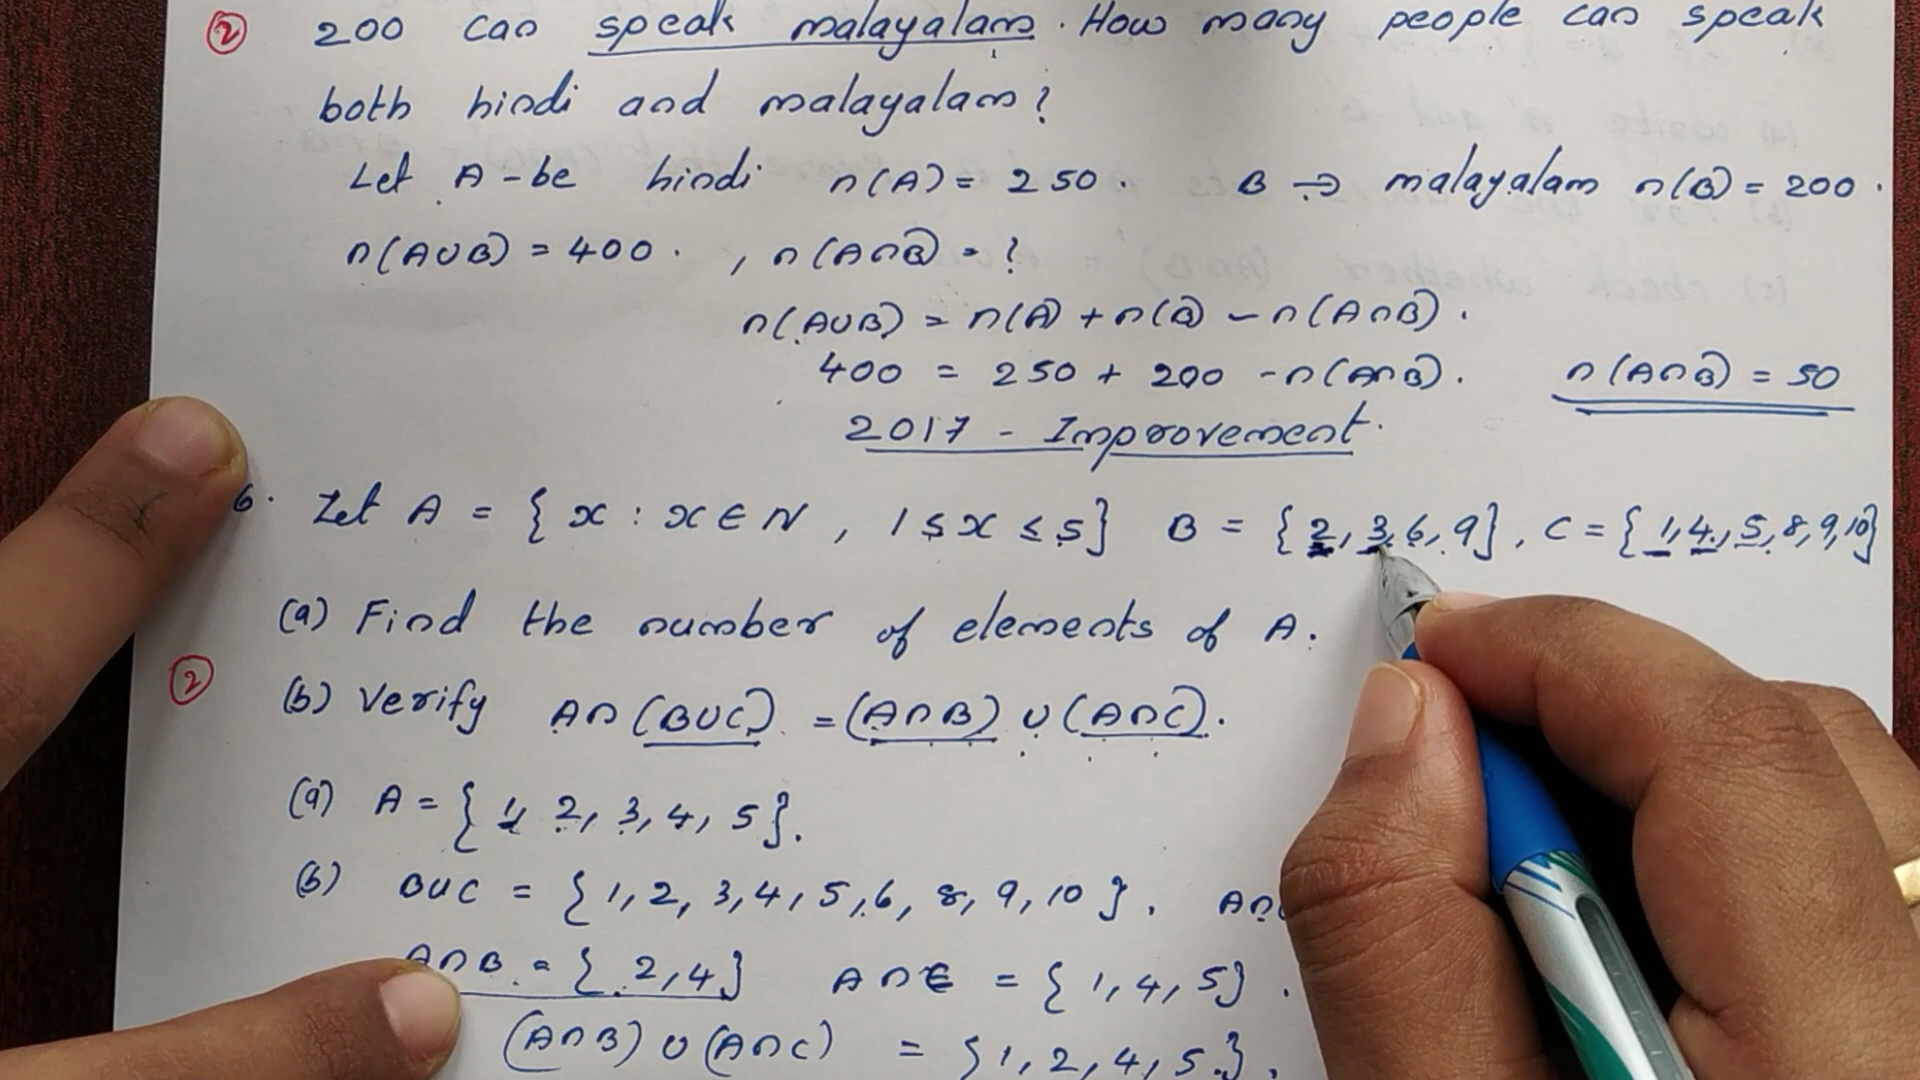 ② 200 can speak malayalam. How many people can speak
both hindi and malayalam?
Let A-be hindi n(A) = 250. B → malayalam n(B) = 200.
n(A∪B) = 400. , n(A∩B) = ?
n(A∪B) = n(A) + n(B) - n(A∩B).
400 = 250 + 200 - n(A∩B). n(A∩B) = 50
2017 - Improvement.
6. Let A = { x : x ∈ N , 1 ≤ x ≤ 5} B = {2, 3, 6, 9}, C = {1, 4, 5, 8, 9, 10}
(a) Find the number of elements of A.
② (b) Verify A∩(B∪C) = (A∩B) ∪ (A∩C).
(a) A = {1, 2, 3, 4, 5}.
(b) B∪C = {1, 2, 3, 4, 5, 6, 8, 9, 10}.
A∩B = {2, 4} A∩C = {1, 4, 5}.
(A∩B) ∪ (A∩C) = {1, 2, 4, 5}.